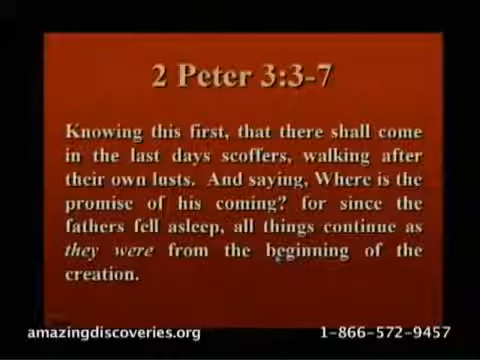 2 Peter 3:3-7
Knowing this first, that there shall come
in the last days scoffers, walking after
their own lusts. And saying, Where is the
promise of his coming? for since the
fathers fell asleep, all things continue as
they were from the beginning of the
creation.
amazingdiscoveries.org 1-866-572-9457